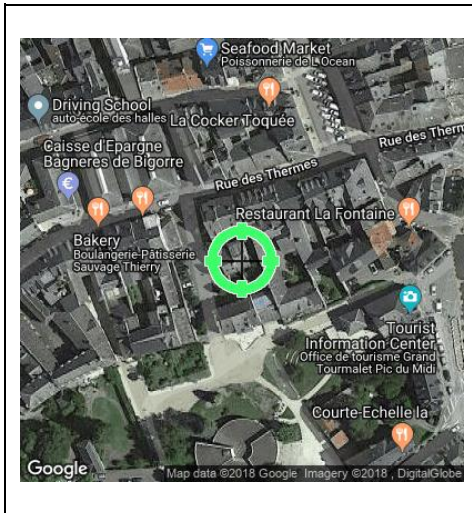 Seafood Market
Poissonnerie de L'Ocean
Driving School
auto-école des halles
La Cocker Toquée
Caisse d'Epargne
Bagneres de Bigorre
Rue des Thermes
Rue des Therm
Restaurant La Fontaine
Bakery
Boulangerie-Pâtisserie
Sauvage Thierry
Tourist
Information Center
Office de tourisme Grand
Tourmalet Pic du Midi
Courte-Echelle la
Google
Map data ©2018 Google Imagery ©2018 , DigitalGlobe